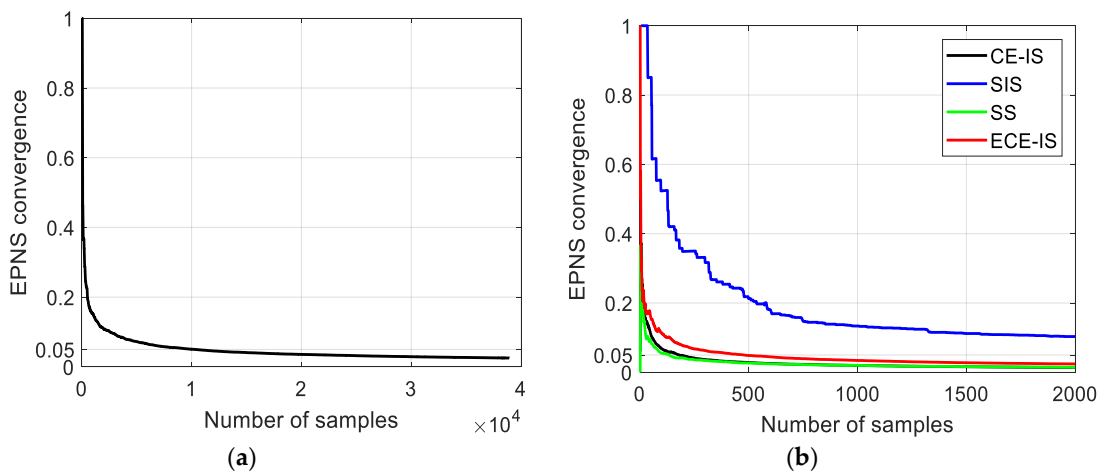 1
0.8
0.6
0.4
0.2
0.05
0
EPNS convergence
0 1 2 3 4
Number of samples
×10^4
(a)
1
0.8
0.6
0.4
0.2
0.05
0
EPNS convergence
CE-IS
SIS
SS
ECE-IS
0 500 1000 1500 2000
Number of samples
(b)